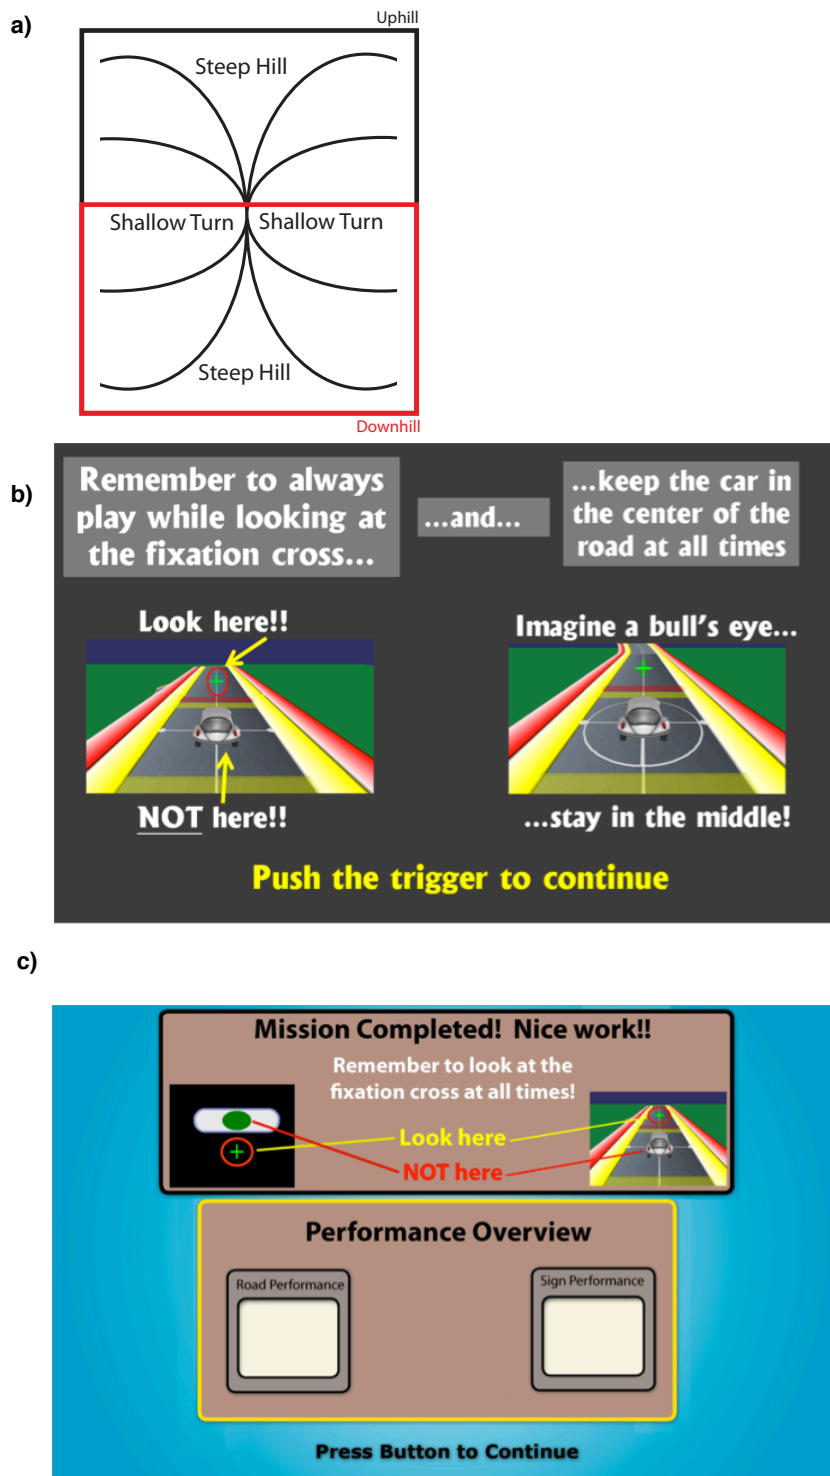 a)
Uphill
Steep Hill
Shallow Turn
Shallow Turn
Steep Hill
Downhill
b)
Remember to always
play while looking at
the fixation cross...
...and...
...keep the car in
the center of the
road at all times
Look here!!
NOT here!!
Imagine a bull's eye...
...stay in the middle!
Push the trigger to continue
c)
Mission Completed! Nice work!!
Remember to look at the
fixation cross at all times!
Look here
NOT here
Performance Overview
Road Performance
Sign Performance
Press Button to Continue